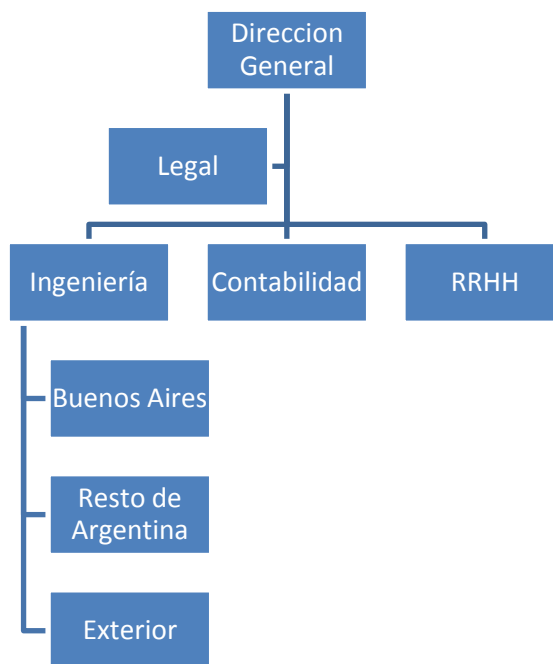 Direccion
General
Legal
Ingeniería
Contabilidad
RRHH
Buenos Aires
Resto de
Argentina
Exterior